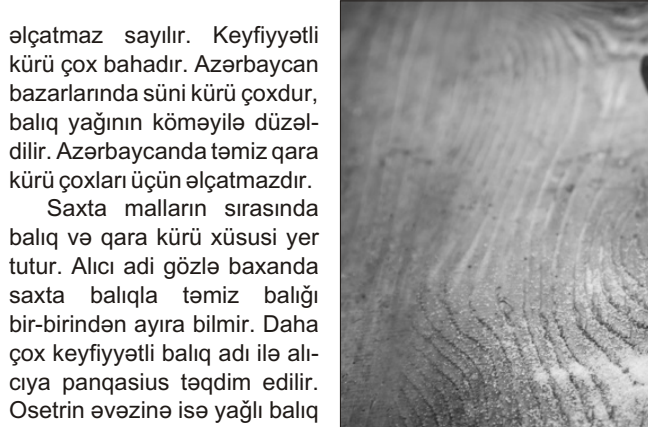 əlçatmaz sayılır. Keyfiyyətli
kürü çox bahadır. Azərbaycan
bazarlarında süni kürü çoxdur,
balıq yağının köməyilə düzəl-
dilir. Azərbaycanda təmiz qara
kürü çoxları üçün əlçatmazdır.
Saxta malların sırasında
balıq və qara kürü xüsusi yer
tutur. Alıcı adi gözlə baxanda
saxta balıqla təmiz balığı
bir-birindən ayıra bilmir. Daha
çox keyfiyyətli balıq adı ilə alı-
cıya panqasius təqdim edilir.
Osetrin əvəzinə isə yağlı balıq